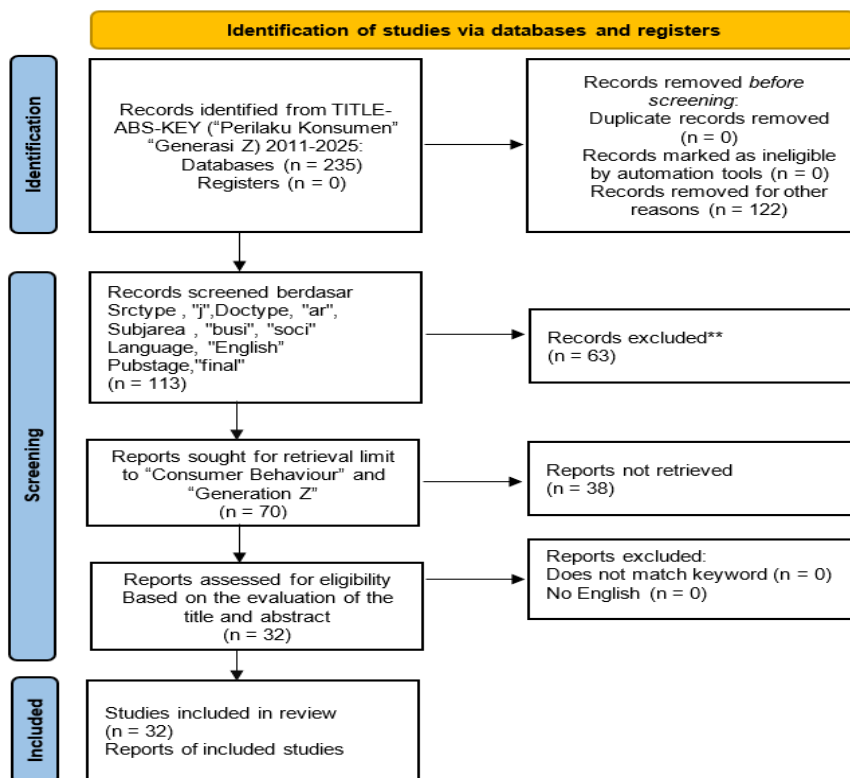 Identification of studies via databases and registers
Identification
Records identified from TITLE-
ABS-KEY (“Perilaku Konsumen”
“Generasi Z) 2011-2025:
Databases (n = 235)
Registers (n = 0)
Records removed before
screening:
Duplicate records removed
(n = 0)
Records marked as ineligible
by automation tools (n = 0)
Records removed for other
reasons (n = 122)
Screening
Records screened berdasar
Srctype , "j",Doctype, "ar",
Subjarea , "busi", "soci"
Language, "English”
Pubstage,"final"
(n = 113)
Records excluded**
(n = 63)
Reports sought for retrieval limit
to “Consumer Behaviour” and
“Generation Z”
(n = 70)
Reports not retrieved
(n = 38)
Reports assessed for eligibility
Based on the evaluation of the
title and abstract
(n = 32)
Reports excluded:
Does not match keyword (n = 0)
No English (n = 0)
Included
Studies included in review
(n = 32)
Reports of included studies